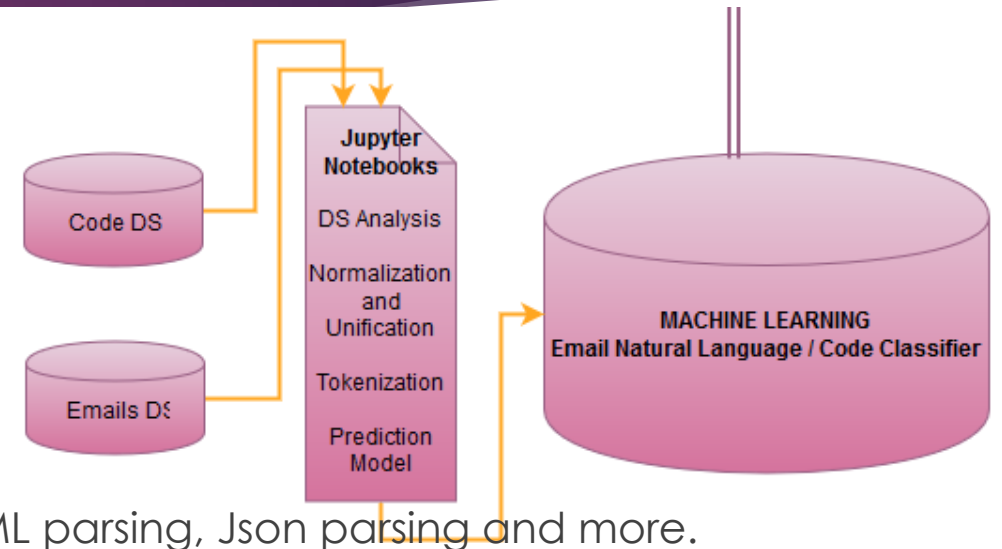 Jupyter
Notebooks
Code DS
DS Analysis
Normalization
and
Unification
MACHINE LEARNING
Email Natural Language / Code Classifier
Tokenization
Emails DS
Prediction
Model
ML parsing, Json parsing and more.